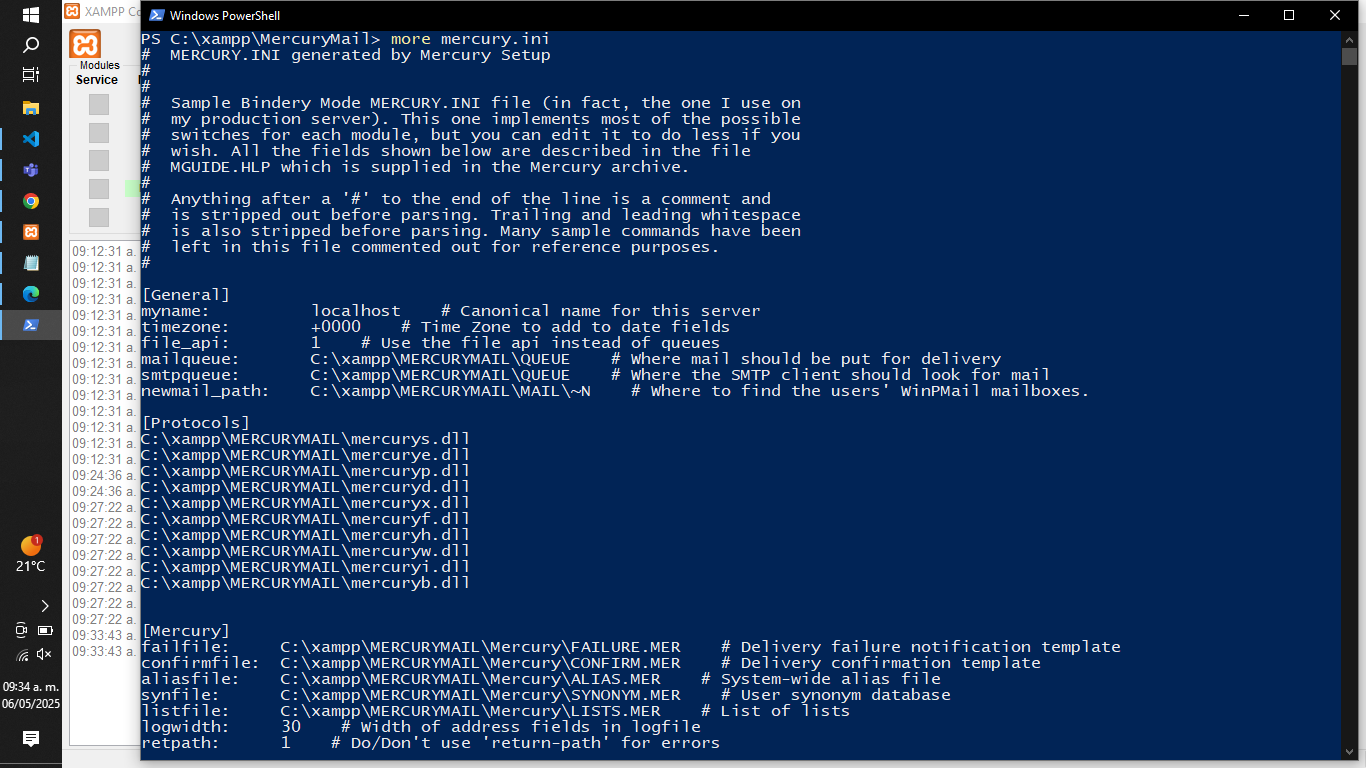 XAMPP Co
Modules
Service
09:12:31 a.
09:12:31 a.
09:12:31 a.
09:12:31 a.
09:12:31 a.
09:12:31 a.
09:12:31 a.
09:12:31 a.
09:12:31 a.
09:12:31 a.
09:12:31 a.
09:12:31 a.
09:12:31 a.
09:12:31 a.
09:24:36 a.
09:24:36 a.
09:27:22 a.
09:27:22 a.
09:27:22 a.
09:27:22 a.
09:27:22 a.
09:27:22 a.
09:27:22 a.
09:27:22 a.
09:33:43 a.
09:33:43 a.
1
21°C
09:34 a. m.
06/05/2025
Windows PowerShell
PS C:\xampp\MercuryMail> more mercury.ini
#  MERCURY.INI generated by Mercury Setup
#
#
#  Sample Bindery Mode MERCURY.INI file (in fact, the one I use on
#  my production server). This one implements most of the possible
#  switches for each module, but you can edit it to do less if you
#  wish. All the fields shown below are described in the file
#  MGUIDE.HLP which is supplied in the Mercury archive.
#
#  Anything after a '#' to the end of the line is a comment and
#  is stripped out before parsing. Trailing and leading whitespace
#  is also stripped before parsing. Many sample commands have been
#  left in this file commented out for reference purposes.
#
[General]
myname:          localhost    # Canonical name for this server
timezone:        +0000    # Time Zone to add to date fields
file_api:        1    # Use the file api instead of queues
mailqueue:       C:\xampp\MERCURYMAIL\QUEUE    # Where mail should be put for delivery
smtpqueue:       C:\xampp\MERCURYMAIL\QUEUE    # Where the SMTP client should look for mail
newmail_path:    C:\xampp\MERCURYMAIL\MAIL\~N    # Where to find the users' WinPMail mailboxes.
[Protocols]
C:\xampp\MERCURYMAIL\mercurys.dll
C:\xampp\MERCURYMAIL\mercurye.dll
C:\xampp\MERCURYMAIL\mercuryp.dll
C:\xampp\MERCURYMAIL\mercuryd.dll
C:\xampp\MERCURYMAIL\mercuryx.dll
C:\xampp\MERCURYMAIL\mercuryf.dll
C:\xampp\MERCURYMAIL\mercuryh.dll
C:\xampp\MERCURYMAIL\mercuryw.dll
C:\xampp\MERCURYMAIL\mercuryi.dll
C:\xampp\MERCURYMAIL\mercuryb.dll
[Mercury]
failfile:     C:\xampp\MERCURYMAIL\Mercury\FAILURE.MER    # Delivery failure notification template
confirmfile:  C:\xampp\MERCURYMAIL\Mercury\CONFIRM.MER    # Delivery confirmation template
aliasfile:    C:\xampp\MERCURYMAIL\Mercury\ALIAS.MER    # System-wide alias file
synfile:      C:\xampp\MERCURYMAIL\Mercury\SYNONYM.MER    # User synonym database
listfile:     C:\xampp\MERCURYMAIL\Mercury\LISTS.MER    # List of lists
logwidth:     30    # Width of address fields in logfile
retpath:      1    # Do/Don't use 'return-path' for errors